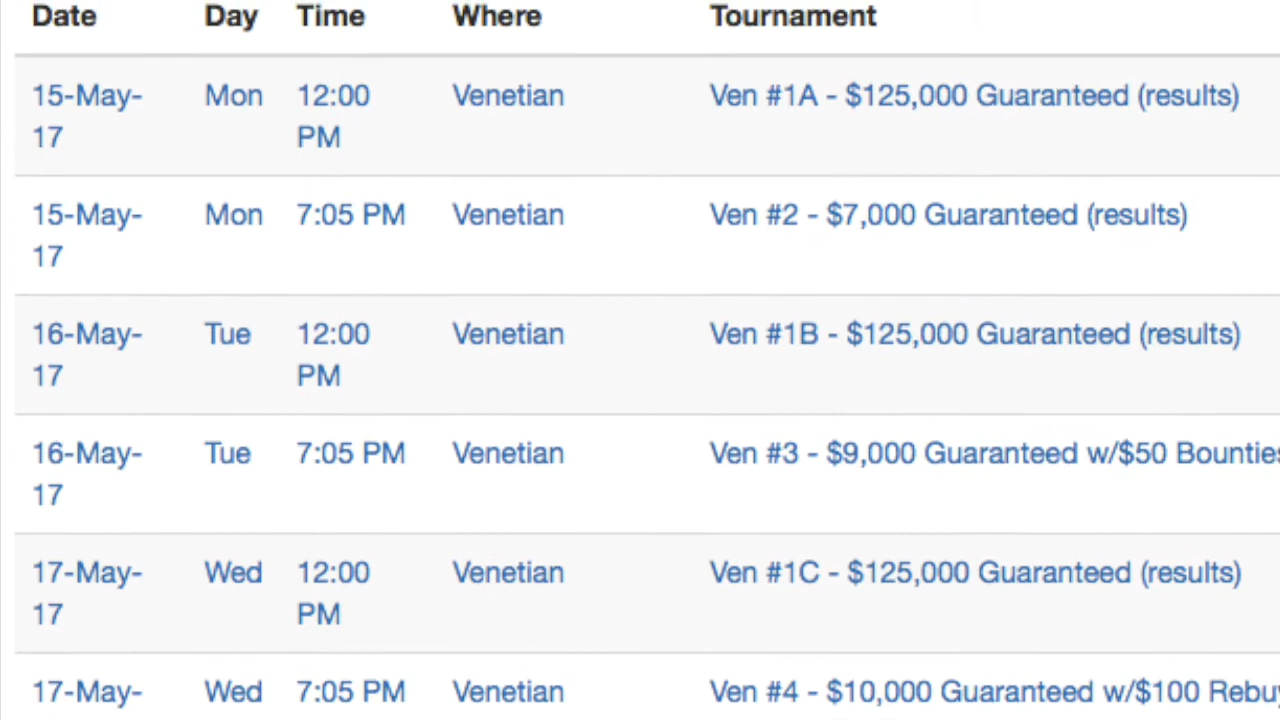 Date Day Time Where Tournament
15-May- Mon 12:00 Venetian Ven #1A - $125,000 Guaranteed (results)
17 PM
15-May- Mon 7:05 PM Venetian Ven #2 - $7,000 Guaranteed (results)
17
16-May- Tue 12:00 Venetian Ven #1B - $125,000 Guaranteed (results)
17 PM
16-May- Tue 7:05 PM Venetian Ven #3 - $9,000 Guaranteed w/$50 Bounties
17
17-May- Wed 12:00 Venetian Ven #1C - $125,000 Guaranteed (results)
17 PM
17-May- Wed 7:05 PM Venetian Ven #4 - $10,000 Guaranteed w/$100 Rebuy